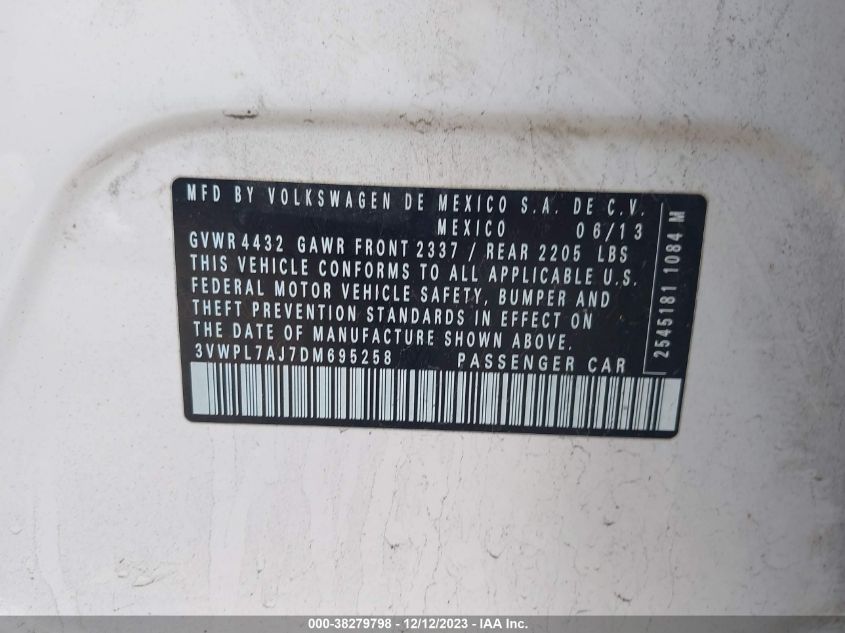 MFD BY VOLKSWAGEN DE MEXICO S.A. DE C.V.
MEXICO 06/13
GVWR 4432 GAWR FRONT 2337 / REAR 2205 LBS
THIS VEHICLE CONFORMS TO ALL APPLICABLE U.S.
FEDERAL MOTOR VEHICLE SAFETY, BUMPER AND
THEFT PREVENTION STANDARDS IN EFFECT ON
THE DATE OF MANUFACTURE SHOWN ABOVE.
3VWPL7AJ7DM695258 PASSENGER CAR
2545181 1084 M
000-38279798 - 12/12/2023 - IAA Inc.